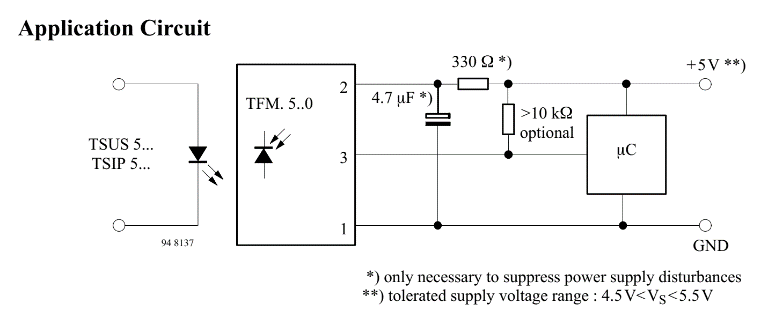 Application Circuit
330 Ω *)
+5V **)
2
4.7 µF *)
TFM. 5..0
>10 kΩ
optional
TSUS 5...
TSIP 5...
3
µC
1
94 8137
GND
*) only necessary to suppress power supply disturbances
**) tolerated supply voltage range : 4.5V<VS<5.5V